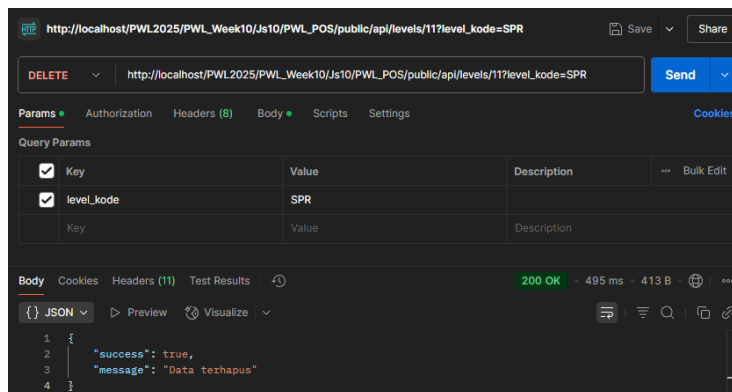 HTTP http://localhost/PWL2025/PWL_Week10/Js10/PWL_POS/public/api/levels/11?level_kode=SPR Save Share
DELETE http://localhost/PWL2025/PWL_Week10/Js10/PWL_POS/public/api/levels/11?level_kode=SPR Send
Params Authorization Headers (8) Body Scripts Settings Cookies
Query Params
Key Value Description ••• Bulk Edit
level_kode SPR
Key Value Description
Body Cookies Headers (11) Test Results 200 OK • 495 ms • 413 B •••
{} JSON Preview Visualize
1 {
2 "success": true,
3 "message": "Data terhapus"
4 }